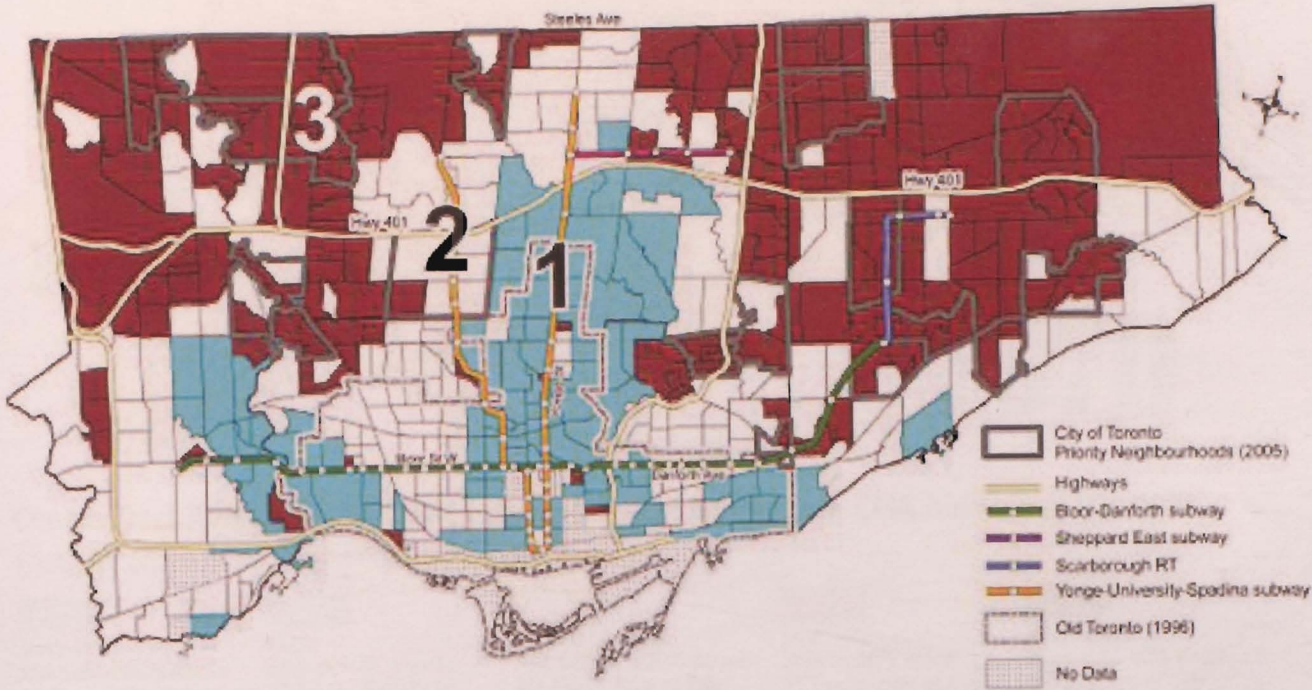 Steeles Ave
3
Hwy 401
Hwy 401
2
1
Bloor St W
Danforth Ave
City of Toronto
Priority Neighbourhoods (2005)
Highways
Bloor-Danforth subway
Sheppard East subway
Scarborough RT
Yonge-University-Spadina subway
Old Toronto (1996)
No Data